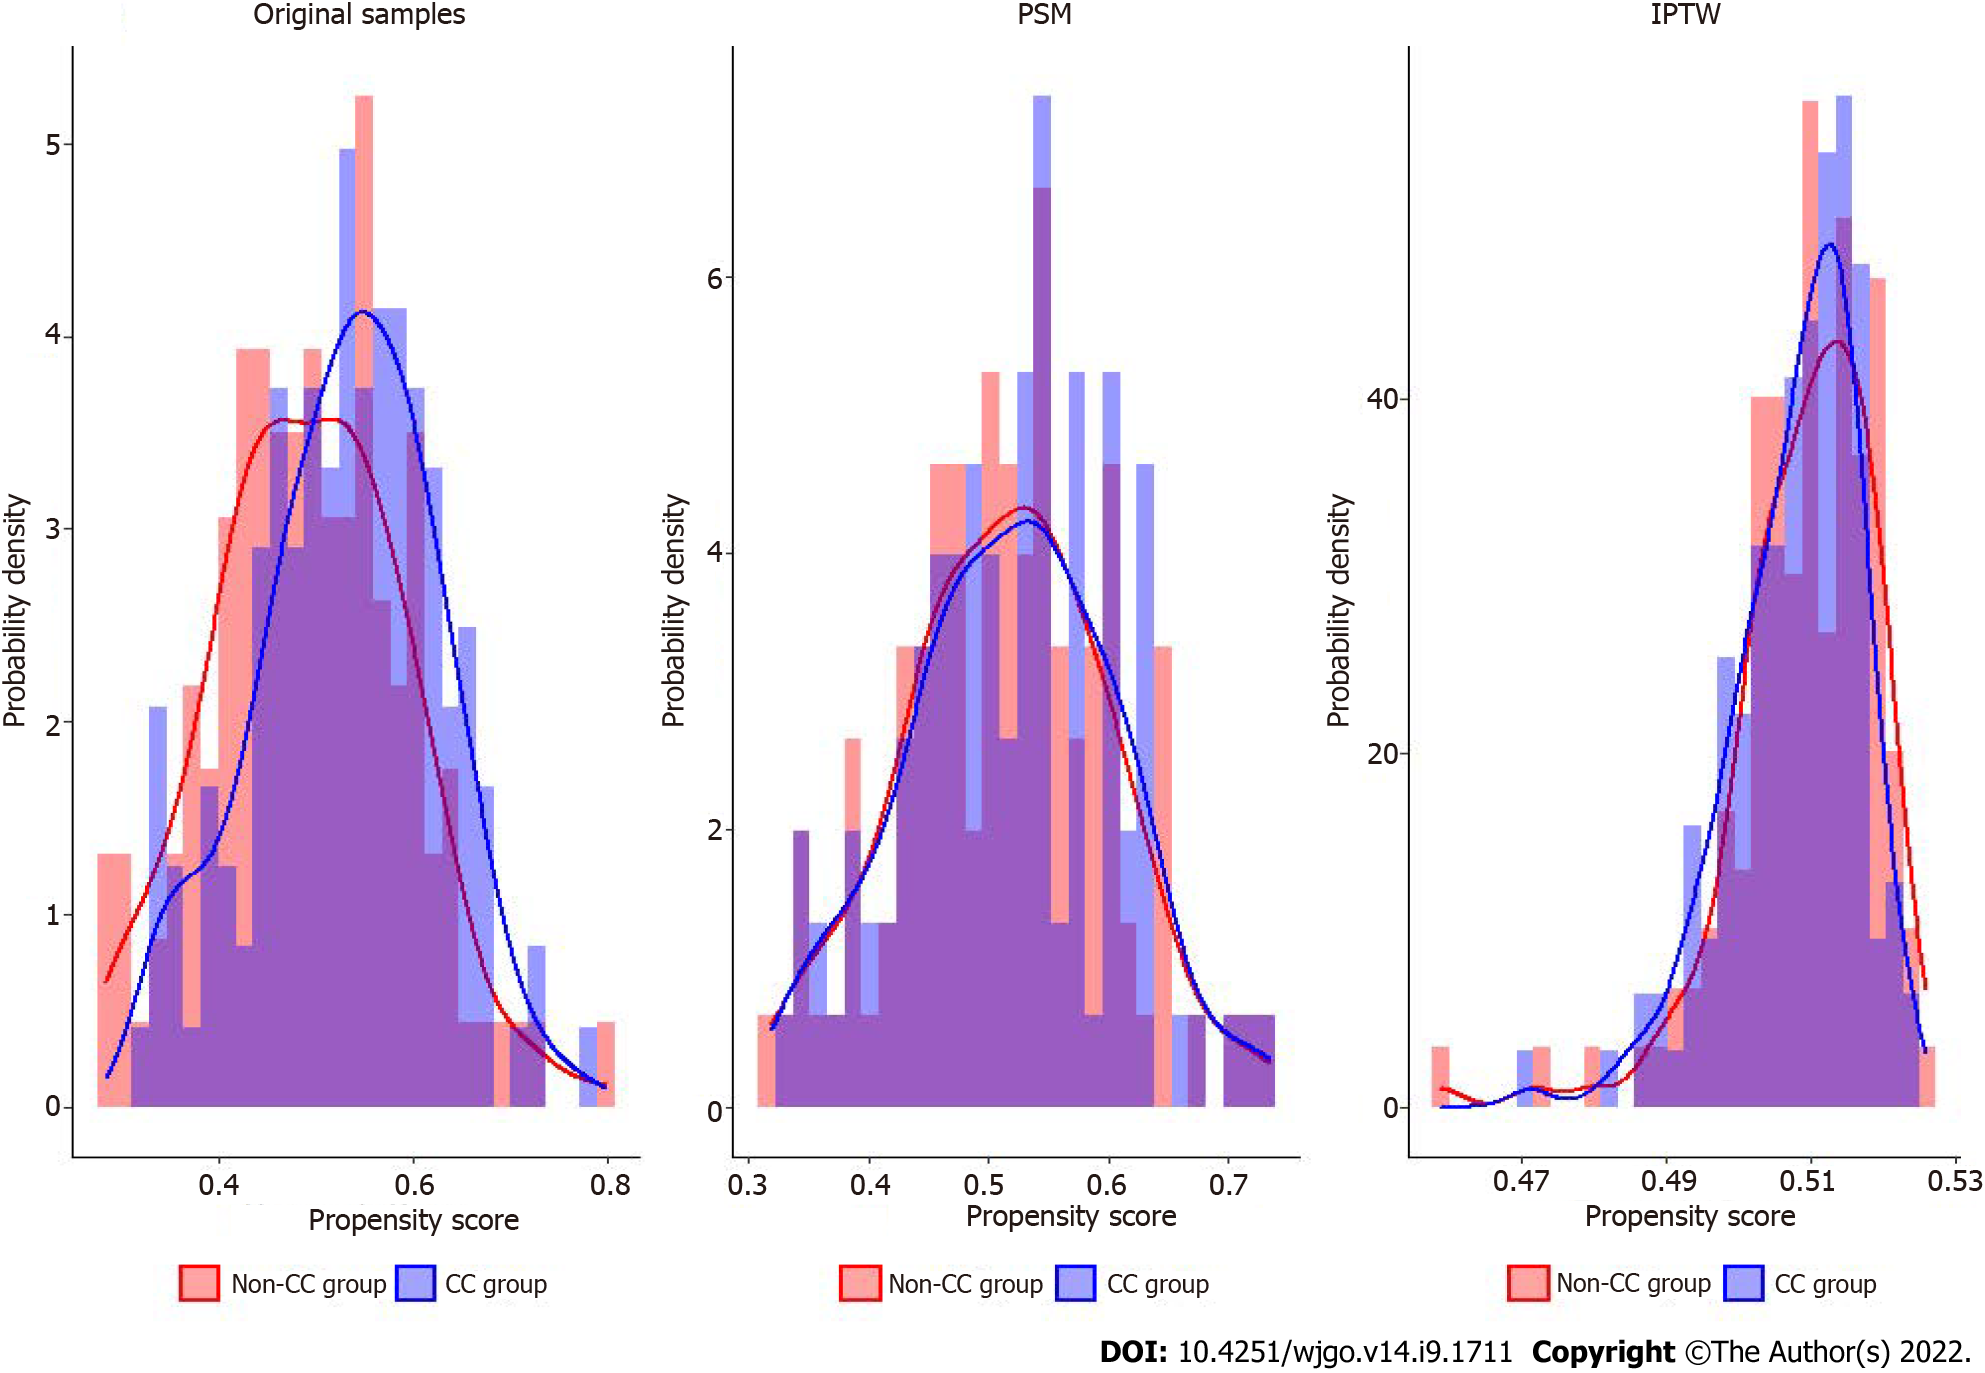 Original samples
PSM
IPTW
Probability density
5
4
3
2
1
0
0.4
0.6
0.8
Propensity score
Non-CC group
CC group
Probability density
6
4
2
0
0.3
0.4
0.5
0.6
0.7
Propensity score
Non-CC group
CC group
Probability density
40
20
0
0.47
0.49
0.51
0.53
Propensity score
Non-CC group
CC group
DOI: 10.4251/wjgo.v14.i9.1711 Copyright ©The Author(s) 2022.